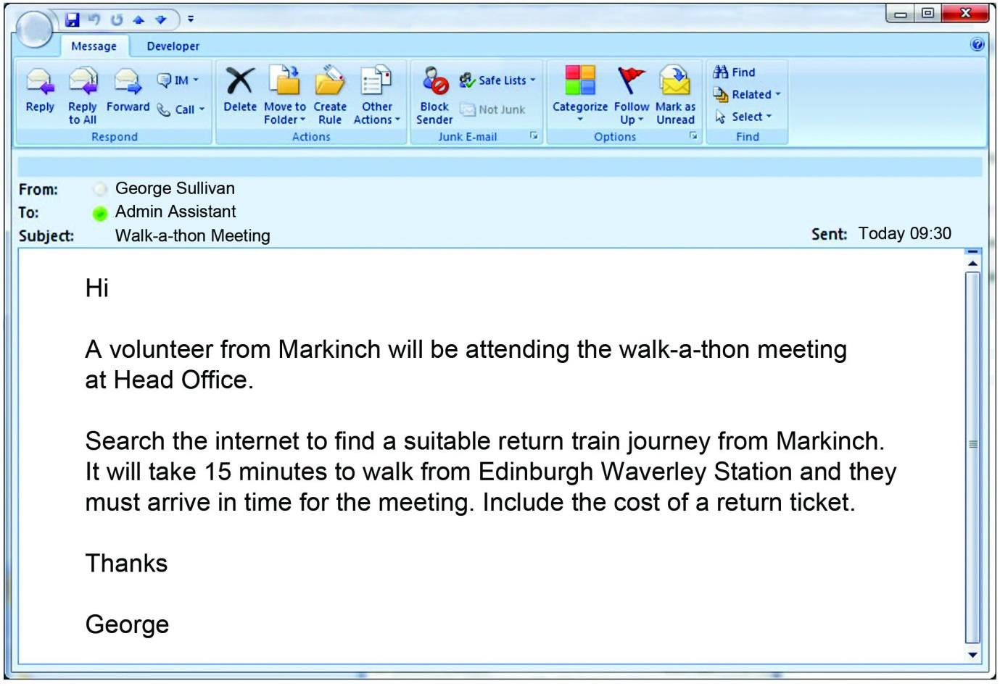 Message Developer
Reply Reply to All Forward IM Call
Respond
Delete Move to Folder Create Rule Other Actions
Actions
Block Sender Safe Lists Not Junk
Junk E-mail
Categorize Follow Up Mark as Unread
Options
Find Related Select
Find
From: George Sullivan
To: Admin Assistant
Subject: Walk-a-thon Meeting
Sent: Today 09:30
Hi
A volunteer from Markinch will be attending the walk-a-thon meeting
at Head Office.
Search the internet to find a suitable return train journey from Markinch.
It will take 15 minutes to walk from Edinburgh Waverley Station and they
must arrive in time for the meeting. Include the cost of a return ticket.
Thanks
George